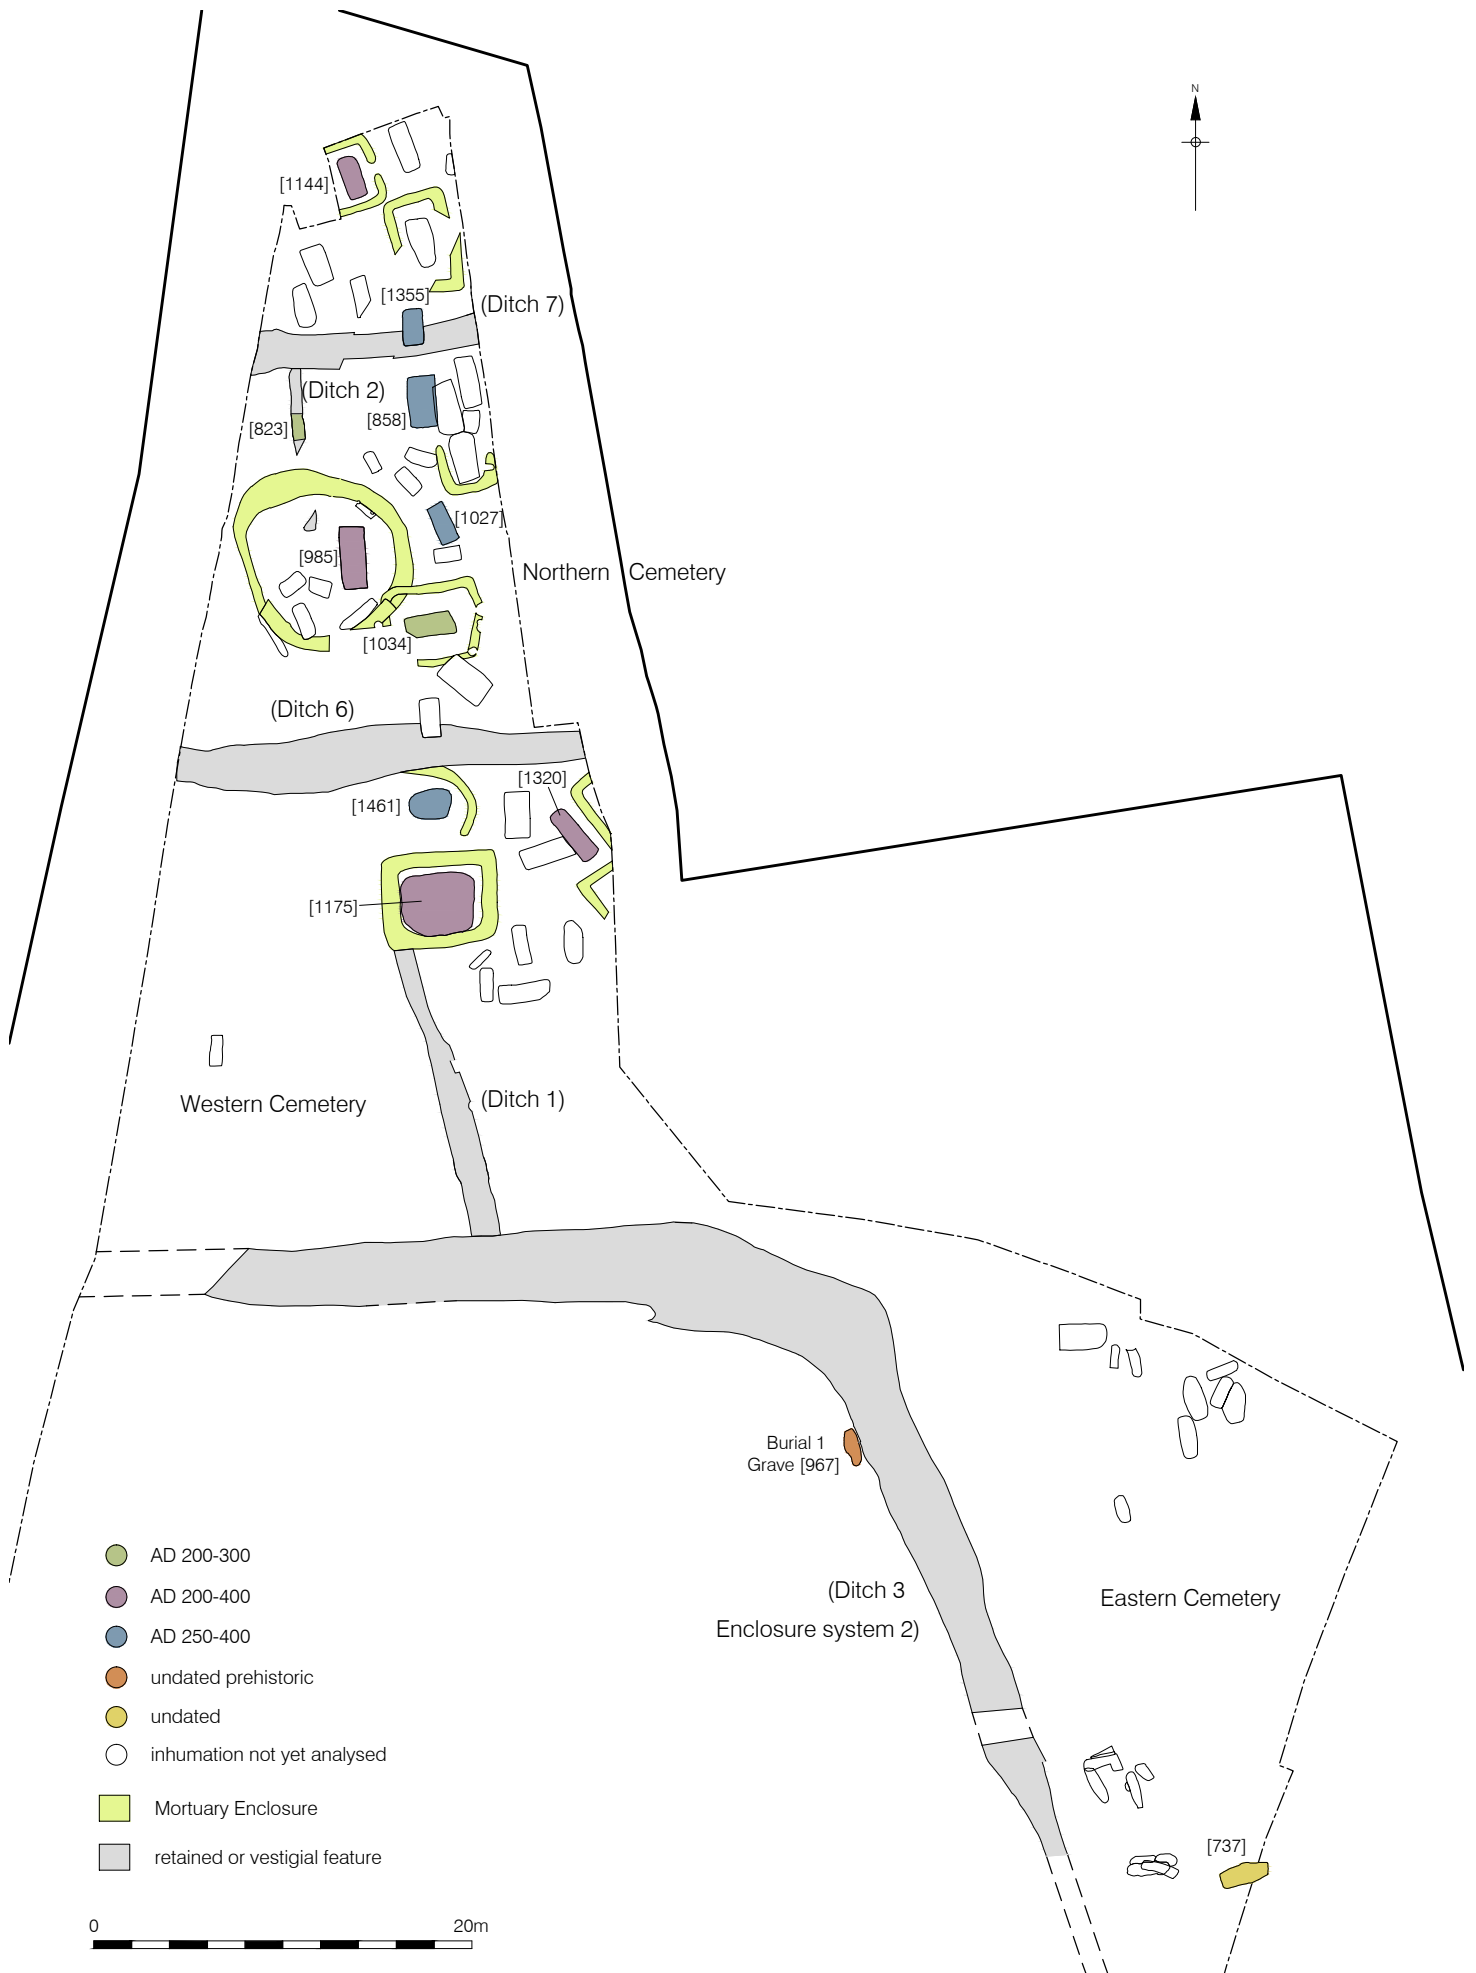 N
[1144]
[1355]
(Ditch 7)
(Ditch 2)
[858]
[823]
[1027]
[985]
Northern Cemetery
[1034]
(Ditch 6)
[1320]
[1461]
[1175]
Western Cemetery
(Ditch 1)
Burial 1
Grave [967]
(Ditch 3
Enclosure system 2)
Eastern Cemetery
[737]
AD 200-300
AD 200-400
AD 250-400
undated prehistoric
undated
inhumation not yet analysed
Mortuary Enclosure
retained or vestigial feature
0 20m